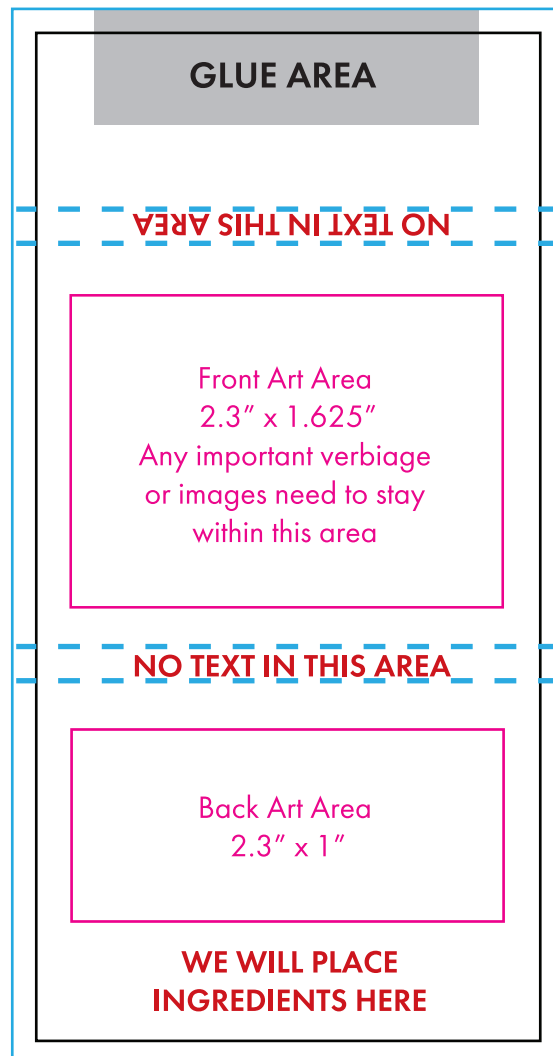 GLUE AREA
NO TEXT IN THIS AREA
Front Art Area
2.3” x 1.625”
Any important verbiage
or images need to stay
within this area
NO TEXT IN THIS AREA
Back Art Area
2.3” x 1”
WE WILL PLACE
INGREDIENTS HERE